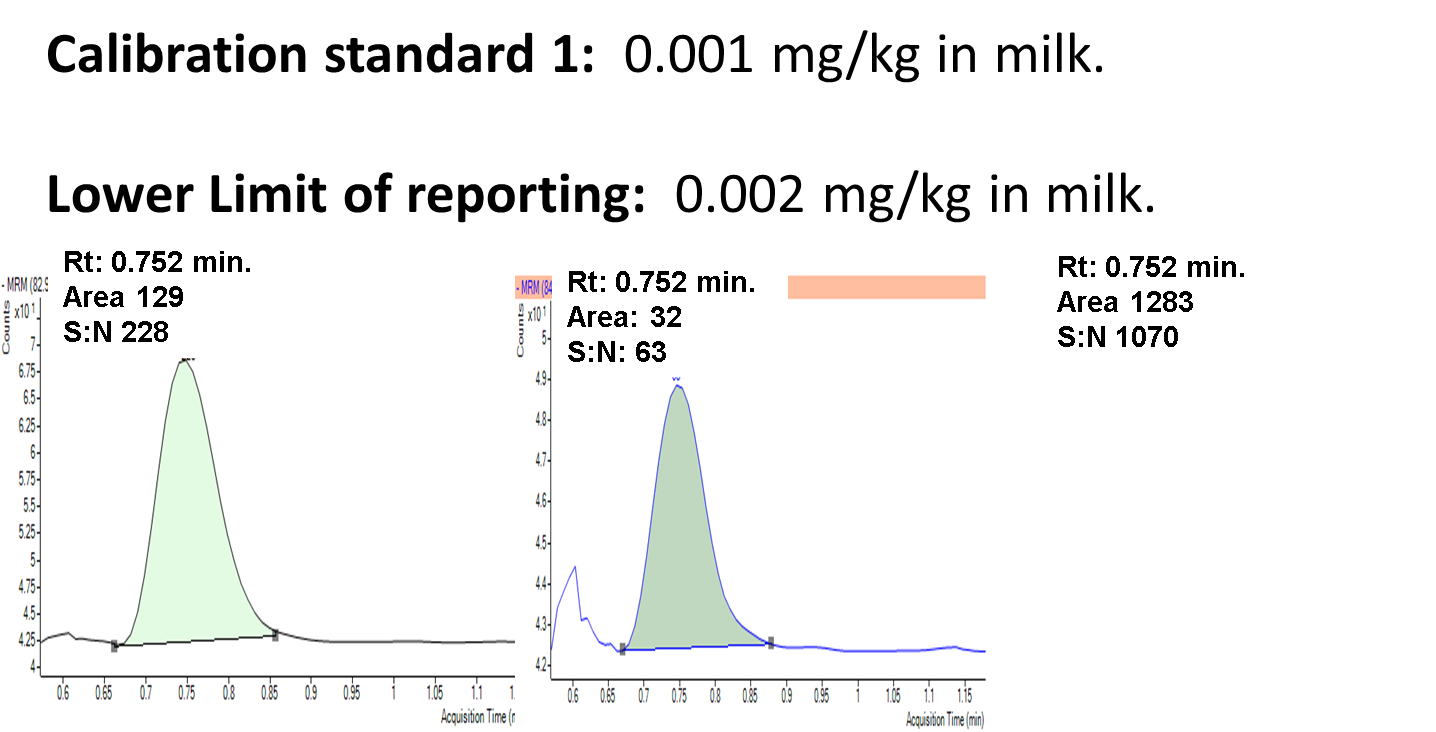 Calibration standard 1: 0.001 mg/kg in milk.
Lower Limit of reporting: 0.002 mg/kg in milk.
Rt: 0.752 min.
Area 129
S:N 228
- MRM (82.9
Counts
x10 1
7
6.75
6.5
6.25
6
5.75
5.5
5.25
5
4.75
4.5
4.25
4
0.6 0.65 0.7 0.75 0.8 0.85 0.9 0.95 1 1.05 1.1 1.
Acquisition Time (
Rt: 0.752 min.
Area: 32
S:N: 63
- MRM (84
Counts
x10 1
5
4.9
4.8
4.7
4.6
4.5
4.4
4.3
4.2
0.6 0.65 0.7 0.75 0.8 0.85 0.9 0.95 1 1.05 1.1 1.15
Acquisition Time (min)
Rt: 0.752 min.
Area 1283
S:N 1070